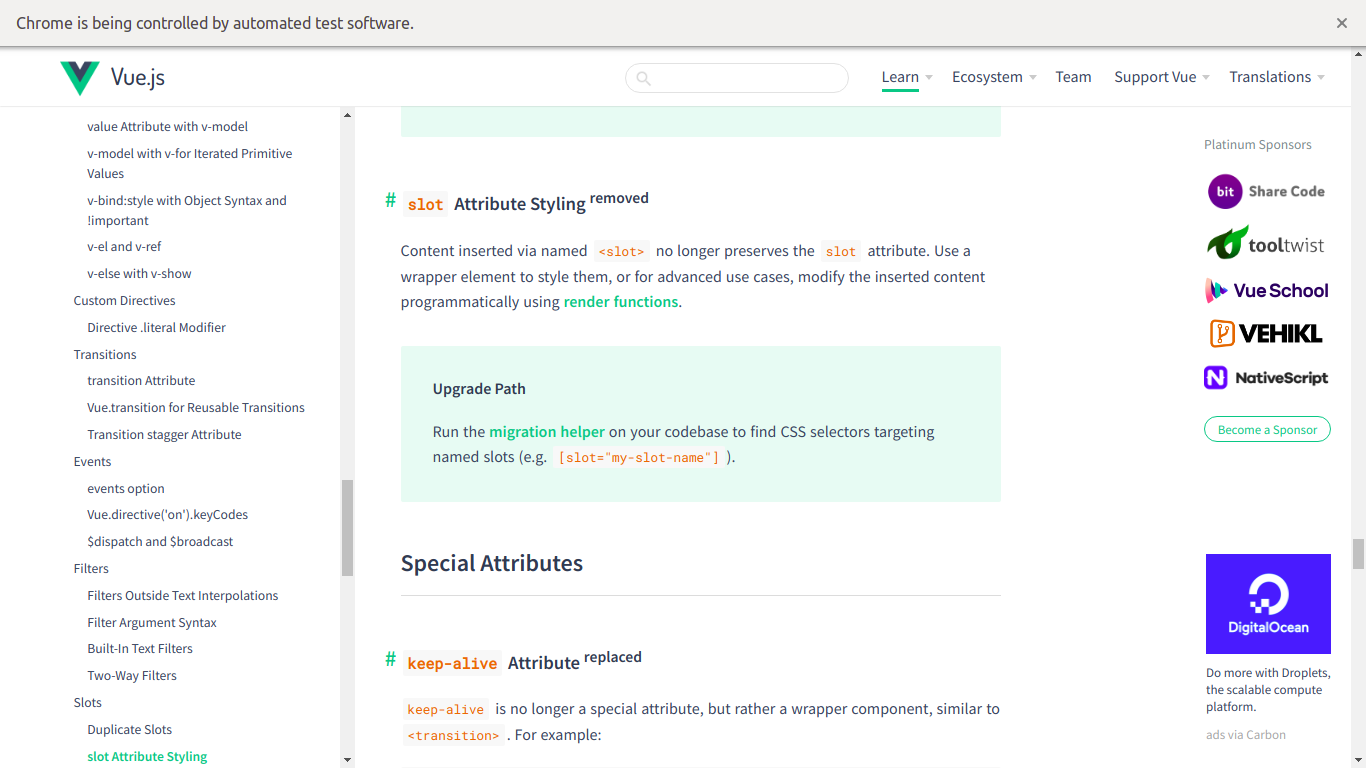 Chrome is being controlled by automated test software.
Vue.js
Learn
Ecosystem
Team
Support Vue
Translations
value Attribute with v-model
v-model with v-for Iterated Primitive
Values
v-bind:style with Object Syntax and
!important
v-el and v-ref
v-else with v-show
Custom Directives
Directive .literal Modifier
Transitions
transition Attribute
Vue.transition for Reusable Transitions
Transition stagger Attribute
Events
events option
Vue.directive('on').keyCodes
$dispatch and $broadcast
Filters
Filters Outside Text Interpolations
Filter Argument Syntax
Built-In Text Filters
Two-Way Filters
Slots
Duplicate Slots
slot Attribute Styling
# slot Attribute Styling removed
Content inserted via named <slot> no longer preserves the slot attribute. Use a
wrapper element to style them, or for advanced use cases, modify the inserted content
programmatically using render functions.
Upgrade Path
Run the migration helper on your codebase to find CSS selectors targeting
named slots (e.g. [slot="my-slot-name"] ).
Special Attributes
# keep-alive Attribute replaced
keep-alive is no longer a special attribute, but rather a wrapper component, similar to
<transition> . For example:
Platinum Sponsors
bit Share Code
tooltwist
Vue School
VEHIKL
NativeScript
Become a Sponsor
DigitalOcean
Do more with Droplets,
the scalable compute
platform.
ads via Carbon